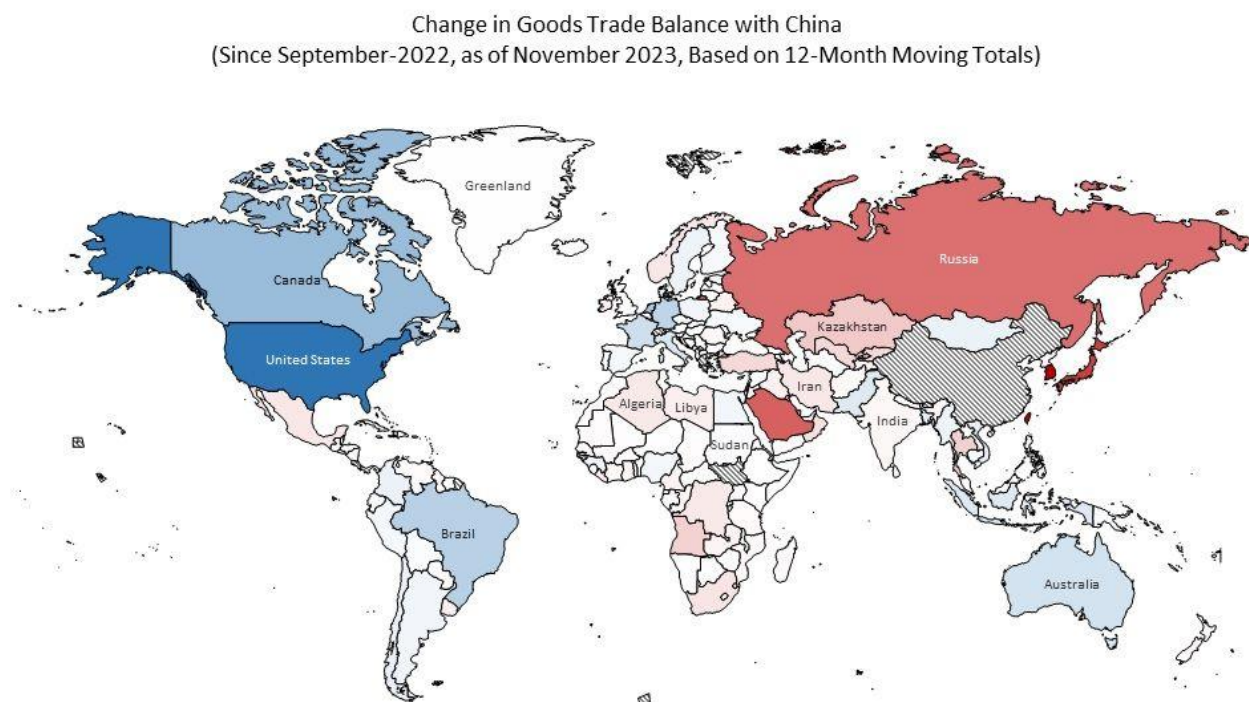 Change in Goods Trade Balance with China
(Since September-2022, as of November 2023, Based on 12-Month Moving Totals)
Greenland
Russia
Canada
Kazakhstan
United States
Iran
Algeria
Libya
India
Sudan
Brazil
Australia